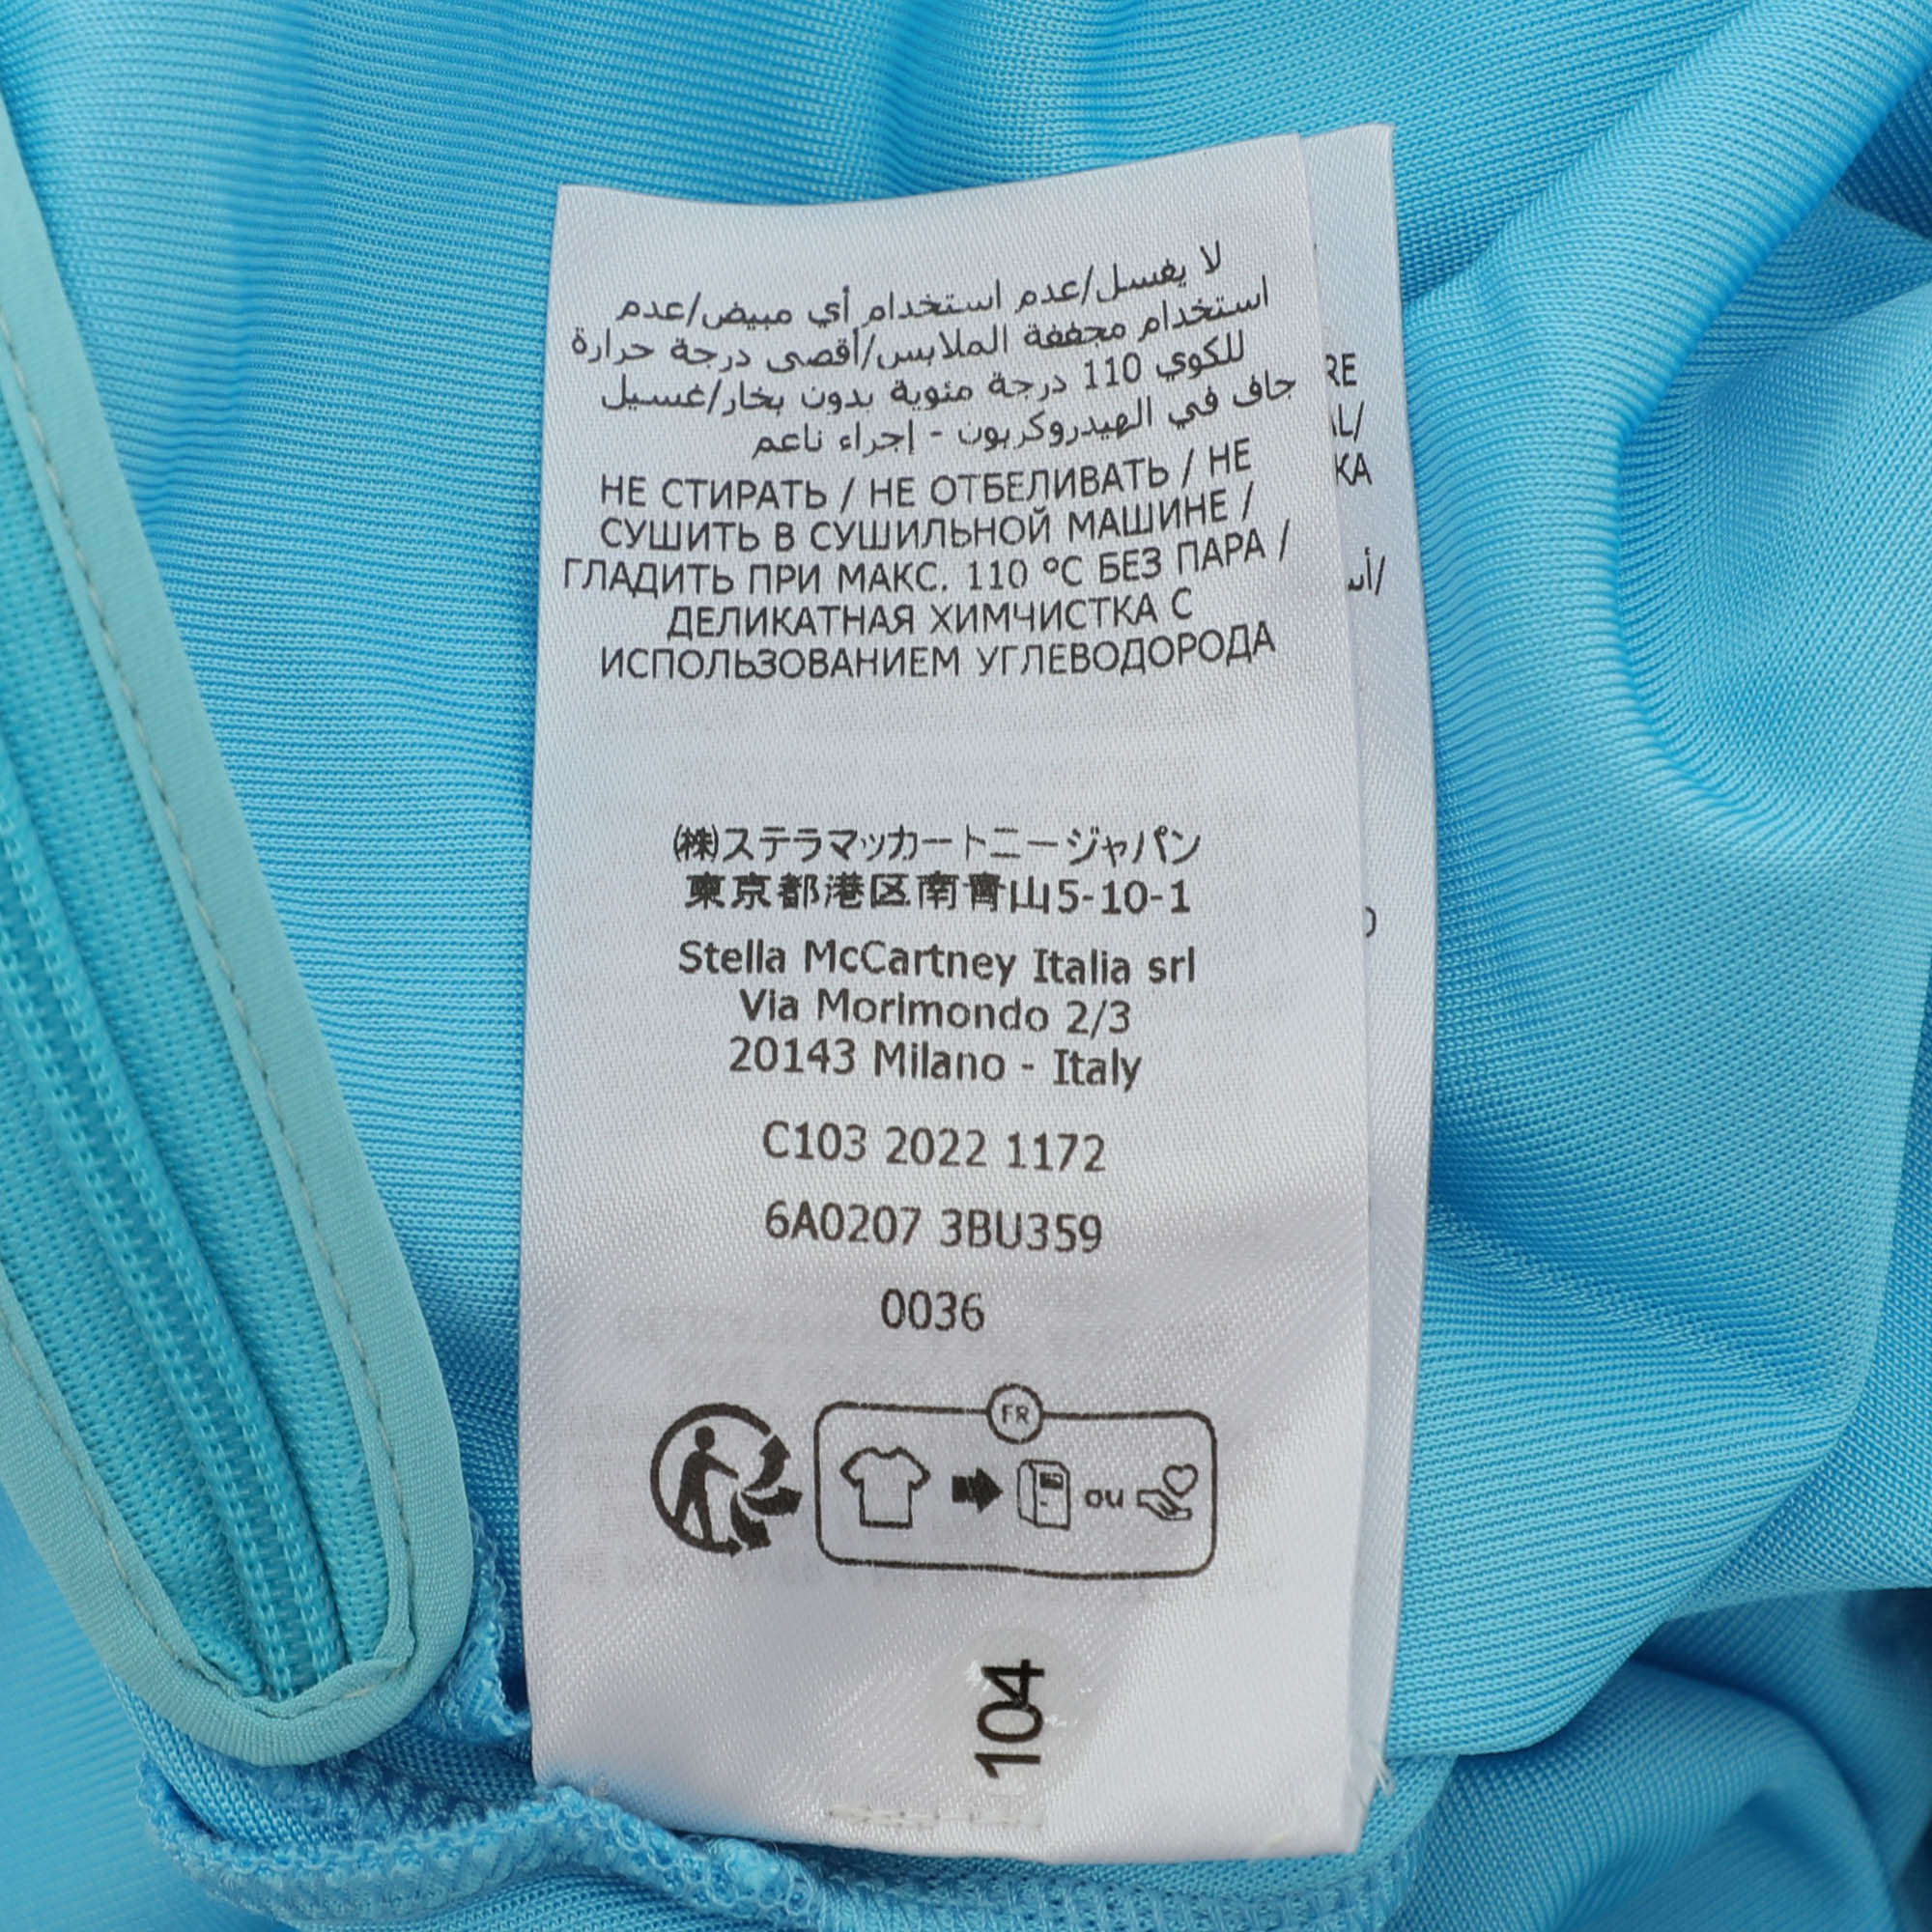 لا يغسل/عدم استخدام أي مبيض/عدم
استخدام مجففة الملابس/أقصى درجة حرارة
للكوي 110 درجة مئوية بدون بخار/غسيل
جاف في الهيدروكربون - إجراء ناعم
НЕ СТИРАТЬ / НЕ ОТБЕЛИВАТЬ / НЕ
СУШИТЬ В СУШИЛЬНОЙ МАШИНЕ /
ГЛАДИТЬ ПРИ МАКС. 110 °C БЕЗ ПАРА /
ДЕЛИКАТНАЯ ХИМЧИСТКА С
ИСПОЛЬЗОВАНИЕМ УГЛЕВОДОРОДА
㈱ステラマッカートニージャパン
東京都港区南青山5-10-1
Stella McCartney Italia srl
Via Morimondo 2/3
20143 Milano - Italy
C103 2022 1172
6A0207 3BU359
0036
FR
ou
104
RE
KA